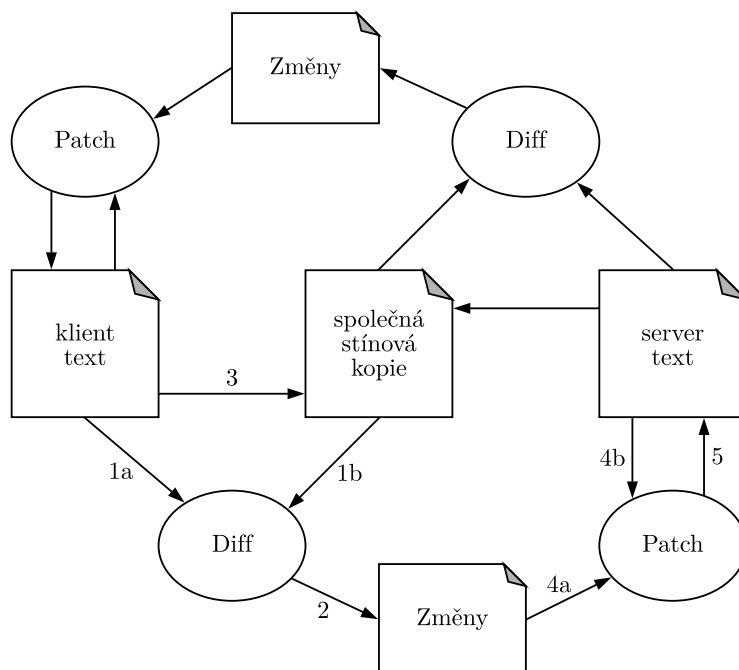 Změny
Patch
Diff
klient
text
společná
stínová
kopie
server
text
3
1a
1b
4b
5
Diff
Patch
2
4a
Změny